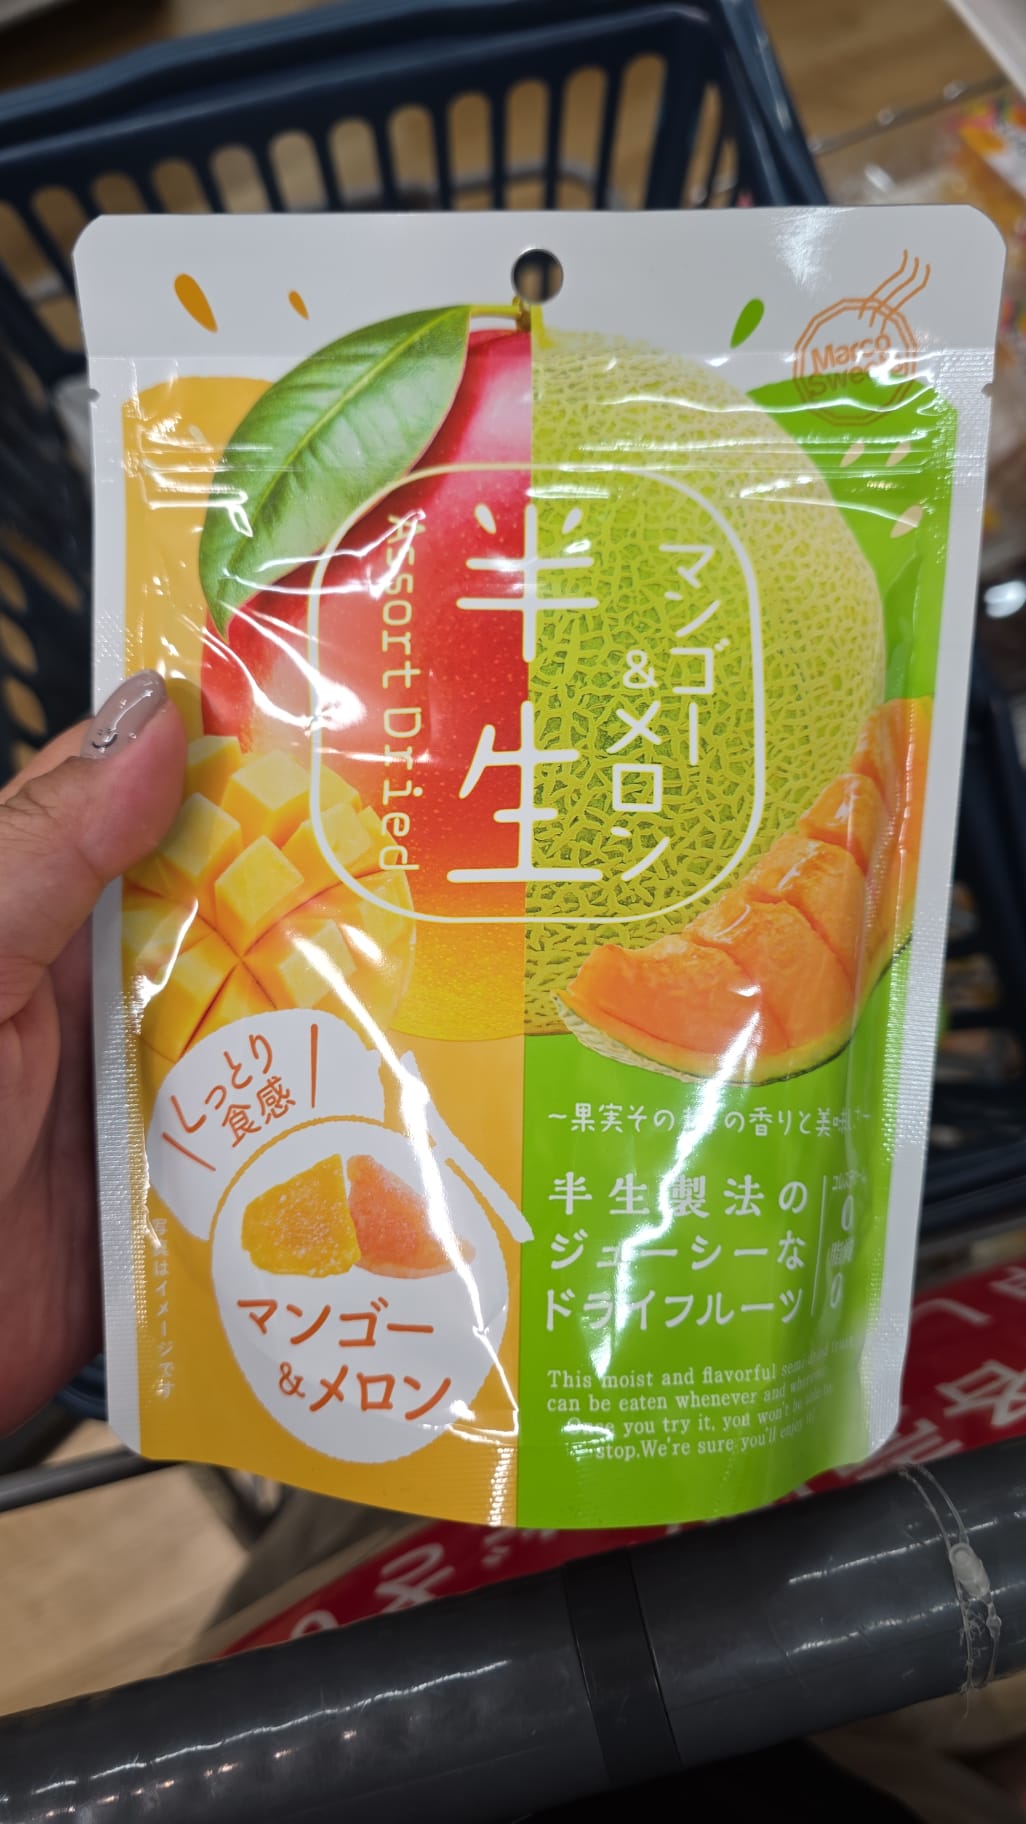 Marco
半生
マンゴー
&メロン
Assort Dried
しっとり
食感
マンゴー
&メロン
はイメージです
～果実その の香りと美味
半生製法の
ジューシーな
ドライフルーツ
0
0
This moist and flavorful
can be eaten whenever and
Once you try it, you won't be
stop.We're sure you'll enjoy